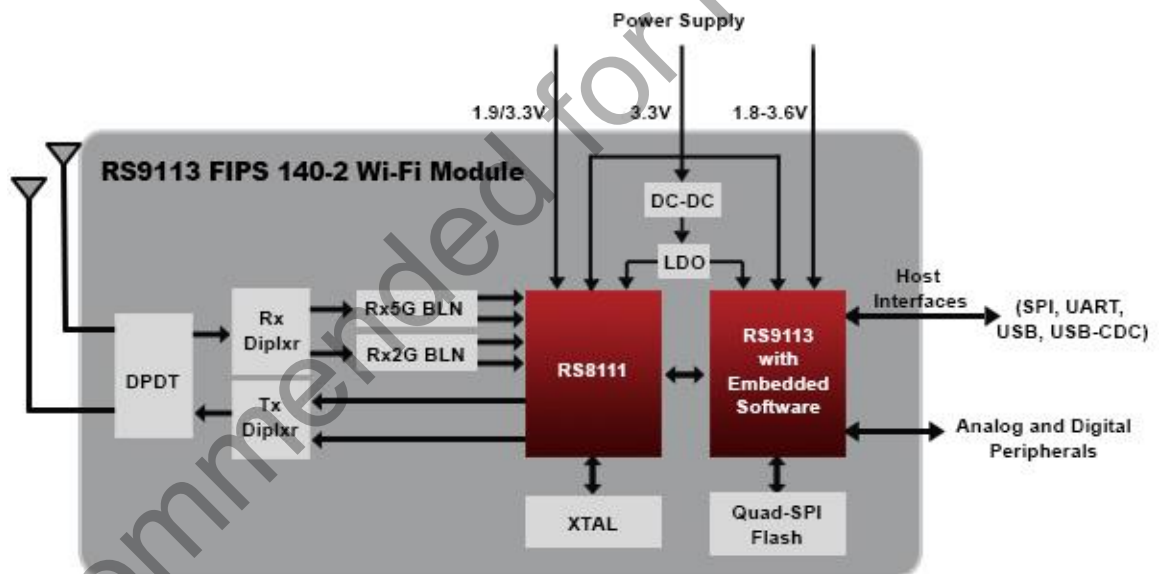 Power Supply
1.9/3.3V
3.3V
1.8-3.6V
RS9113 FIPS 140-2 Wi-Fi Module
DC-DC
LDO
Host
Interfaces
(SPI, UART,
USB, USB-CDC)
Rx
Diplxr
Rx5G BLN
Rx2G BLN
DPDT
Tx
Diplxr
RS8111
RS9113
with
Embedded
Software
Analog and Digital
Peripherals
XTAL
Quad-SPI
Flash
ommended for